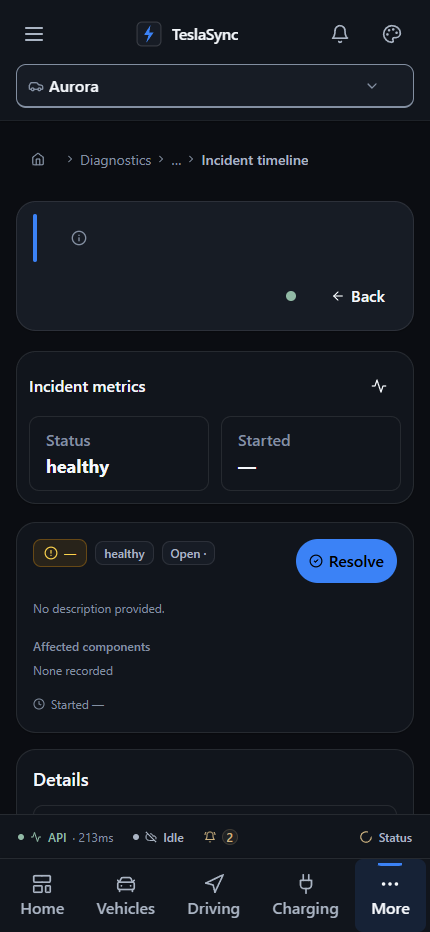 TeslaSync
Aurora
Diagnostics ... Incident timeline
Back
Incident metrics
Status Started
healthy —
— healthy Open · Resolve
No description provided.
Affected components
None recorded
Started —
Details
API · 213ms Idle 2 Status
Home Vehicles Driving Charging More